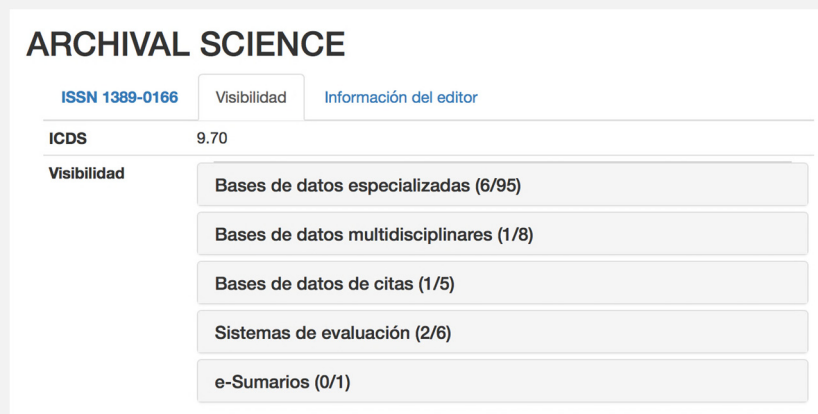 ARCHIVAL SCIENCE
ISSN 1389-0166 Visibilidad Información del editor
ICDS 9.70
Visibilidad
Bases de datos especializadas (6/95)
Bases de datos multidisciplinares (1/8)
Bases de datos de citas (1/5)
Sistemas de evaluación (2/6)
e-Sumarios (0/1)